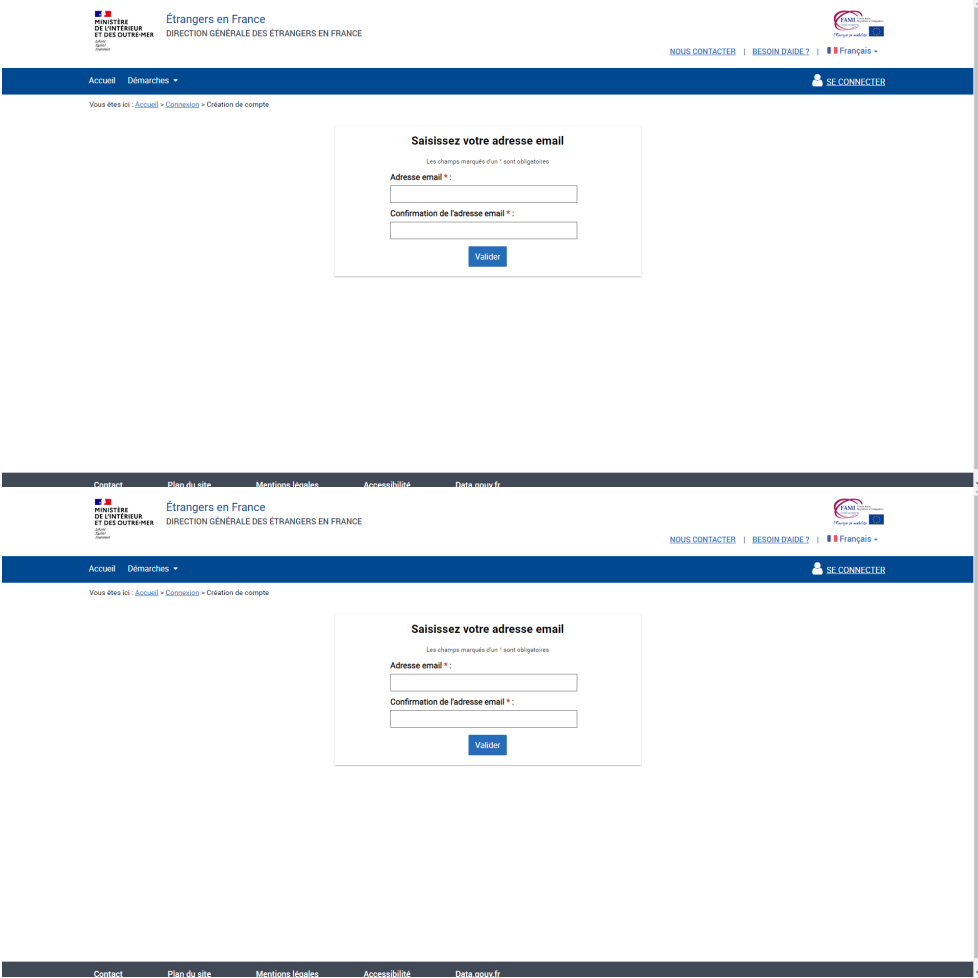 MINISTÈRE
DE L'INTÉRIEUR
ET DES OUTRE-MER
Liberté
Égalité
Fraternité
Étrangers en France
DIRECTION GÉNÉRALE DES ÉTRANGERS EN FRANCE
FAMI
NOUS CONTACTER | BESOIN D'AIDE ? | Français
Accueil Démarches SE CONNECTER
Vous êtes ici : Accueil > Connexion > Création de compte
Saisissez votre adresse email
Les champs marqués d'un * sont obligatoires
Adresse email * :
Confirmation de l'adresse email * :
Valider
Contact Plan du site Mentions légales Accessibilité Data.gouv.fr
MINISTÈRE
DE L'INTÉRIEUR
ET DES OUTRE-MER
Liberté
Égalité
Fraternité
Étrangers en France
DIRECTION GÉNÉRALE DES ÉTRANGERS EN FRANCE
FAMI
NOUS CONTACTER | BESOIN D'AIDE ? | Français
Accueil Démarches SE CONNECTER
Vous êtes ici : Accueil > Connexion > Création de compte
Saisissez votre adresse email
Les champs marqués d'un * sont obligatoires
Adresse email * :
Confirmation de l'adresse email * :
Valider
Contact Plan du site Mentions légales Accessibilité Data.gouv.fr